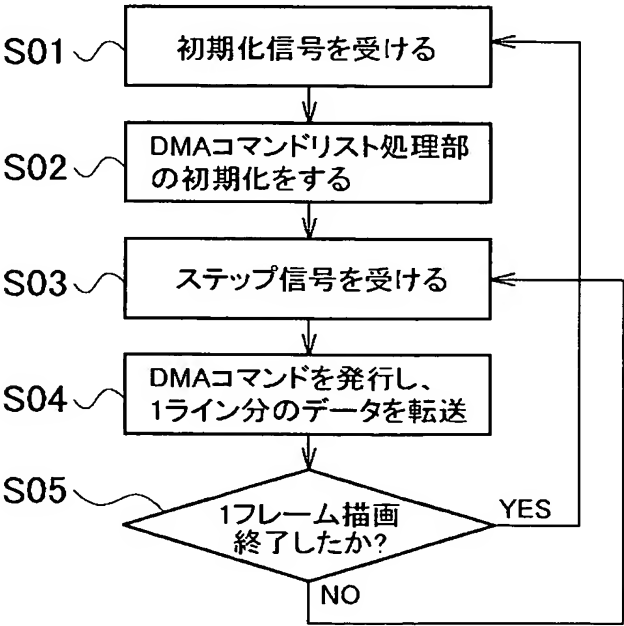 S01
初期化信号を受ける
S02
DMAコマンドリスト処理部
の初期化をする
S03
ステップ信号を受ける
S04
DMAコマンドを発行し、
1ライン分のデータを転送
S05
1フレーム描画
終了したか?
YES
NO